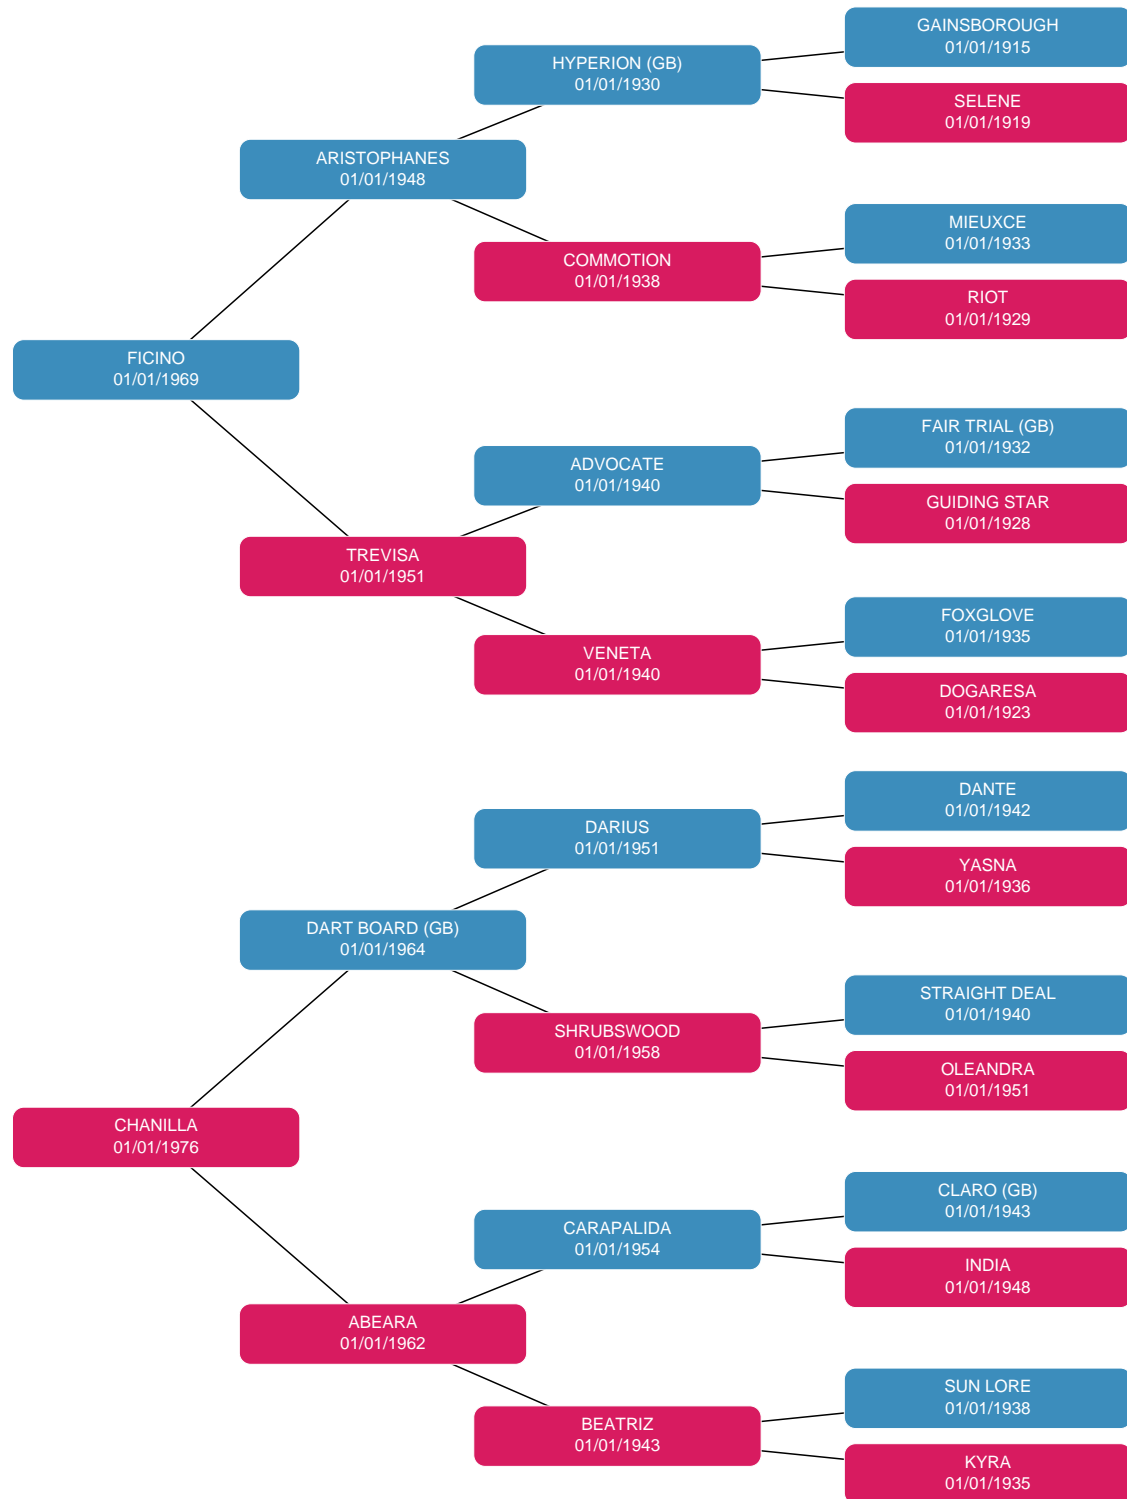 GAINSBOROUGH
01/01/1915
HYPERION (GB)
01/01/1930
SELENE
01/01/1919
ARISTOPHANES
01/01/1948
MIEUXCE
01/01/1933
COMMOTION
01/01/1938
RIOT
01/01/1929
FICINO
01/01/1969
FAIR TRIAL (GB)
01/01/1932
ADVOCATE
01/01/1940
GUIDING STAR
01/01/1928
TREVISA
01/01/1951
FOXGLOVE
01/01/1935
VENETA
01/01/1940
DOGARESA
01/01/1923
DANTE
01/01/1942
DARIUS
01/01/1951
YASNA
01/01/1936
DART BOARD (GB)
01/01/1964
STRAIGHT DEAL
01/01/1940
SHRUBSWOOD
01/01/1958
OLEANDRA
01/01/1951
CHANILLA
01/01/1976
CLARO (GB)
01/01/1943
CARAPALIDA
01/01/1954
INDIA
01/01/1948
ABEARA
01/01/1962
SUN LORE
01/01/1938
BEATRIZ
01/01/1943
KYRA
01/01/1935